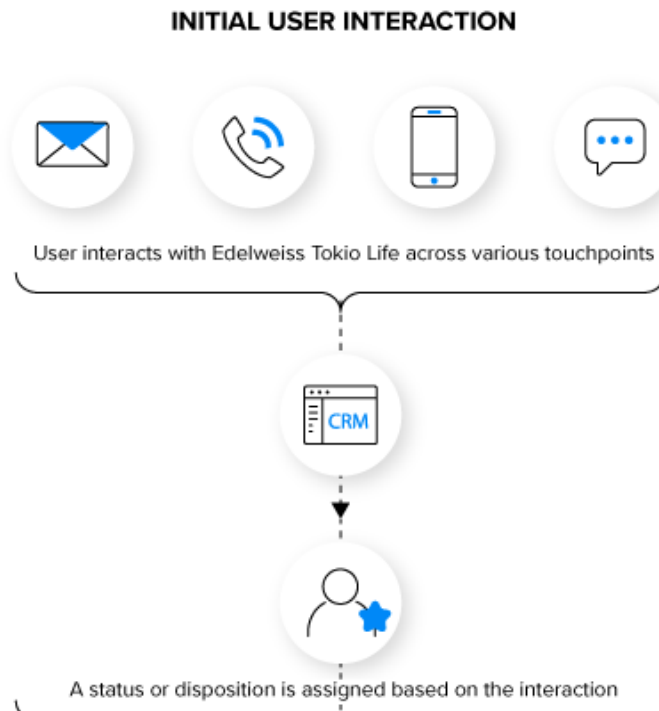 INITIAL USER INTERACTION
User interacts with Edelweiss Tokio Life across various touchpoints
CRM
A status or disposition is assigned based on the interaction